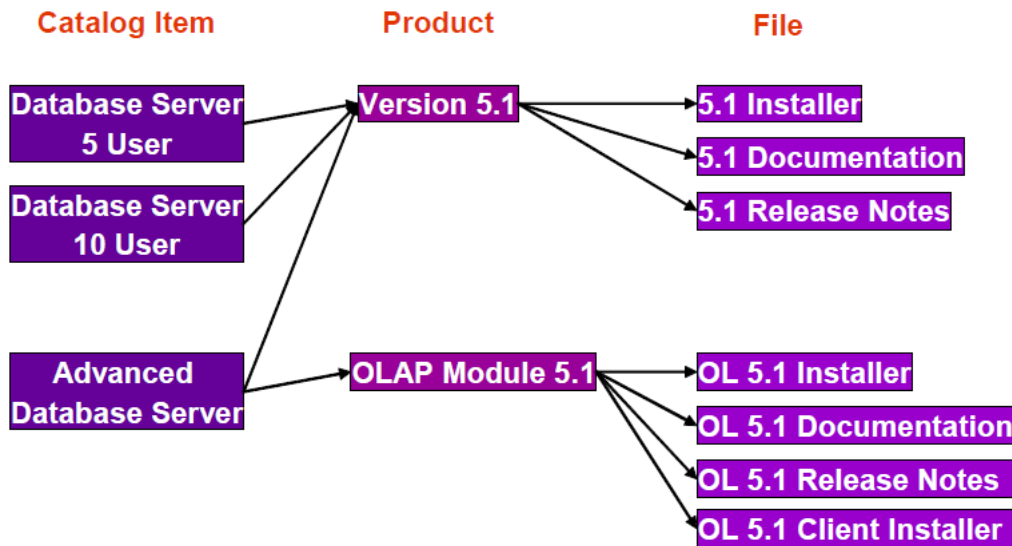 Catalog Item
Product
File
Database Server
5 User
Version 5.1
5.1 Installer
5.1 Documentation
Database Server
10 User
5.1 Release Notes
Advanced
Database Server
OLAP Module 5.1
OL 5.1 Installer
OL 5.1 Documentation
OL 5.1 Release Notes
OL 5.1 Client Installer